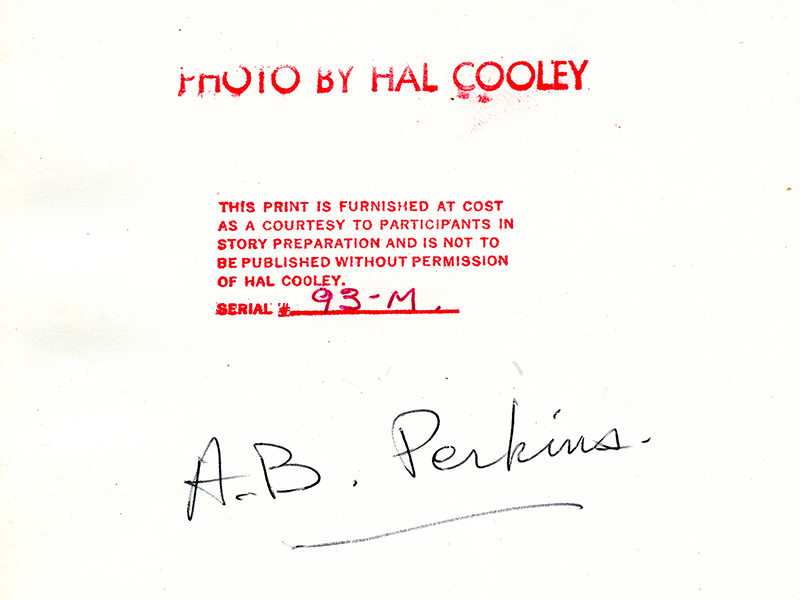 PHOTO BY HAL COOLEY
THIS PRINT IS FURNISHED AT COST
AS A COURTESY TO PARTICIPANTS IN
STORY PREPARATION AND IS NOT TO
BE PUBLISHED WITHOUT PERMISSION
OF HAL COOLEY.
SERIAL # 93-M.
A.B. Perkins.